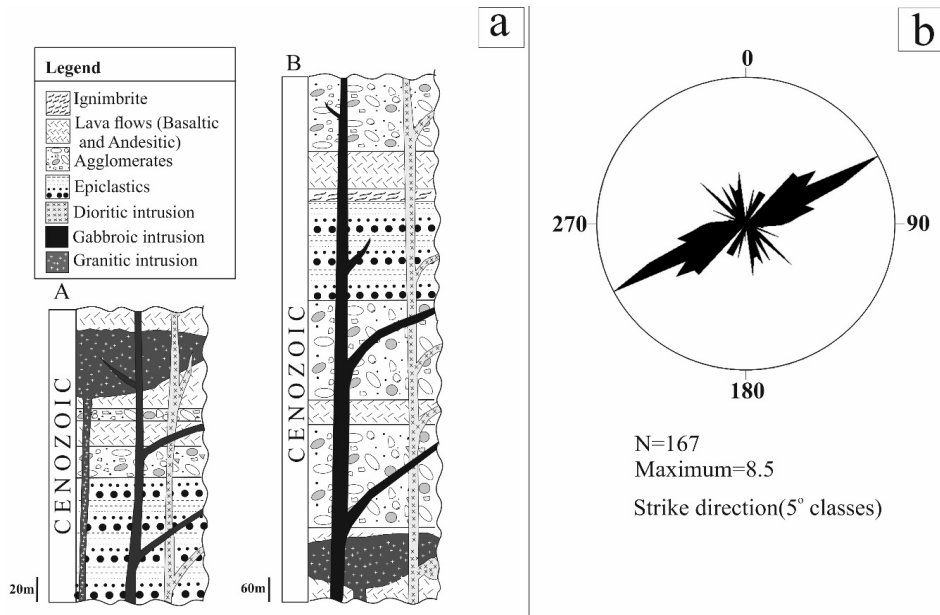 a
Legend
Ignimbrite
Lava flows (Basaltic
and Andesitic)
Agglomerates
Epiclastics
Dioritic intrusion
Gabbroic intrusion
Granitic intrusion
A
CENOZOIC
20m
B
CENOZOIC
60m
b
0
270
90
180
N=167
Maximum=8.5
Strike direction(5° classes)